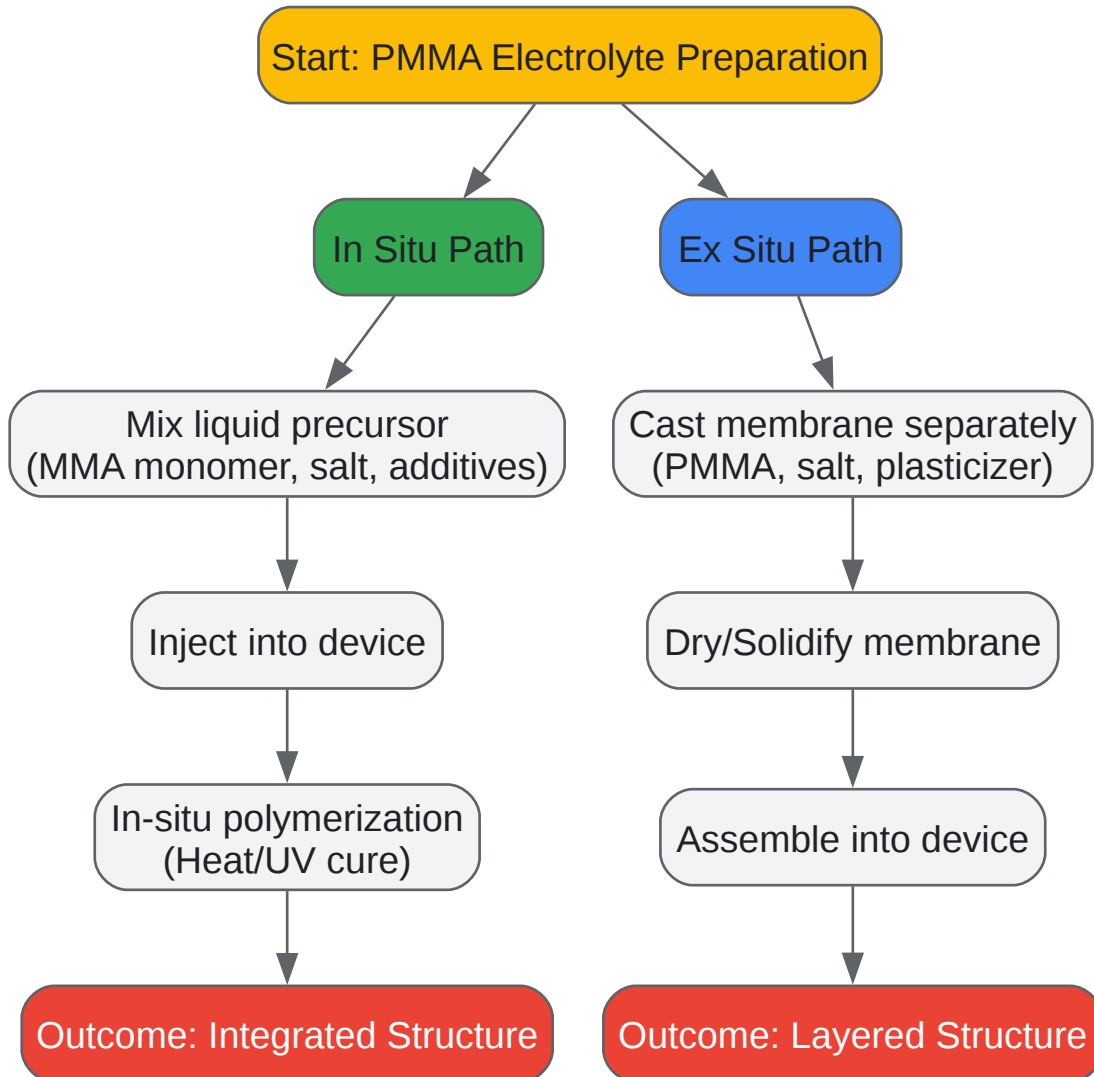 Start: PMMA Electrolyte Preparation
In Situ Path
Ex Situ Path
Mix liquid precursor
(MMA monomer, salt, additives)
Cast membrane separately
(PMMA, salt, plasticizer)
Inject into device
Dry/Solidify membrane
In-situ polymerization
(Heat/UV cure)
Assemble into device
Outcome: Integrated Structure
Outcome: Layered Structure